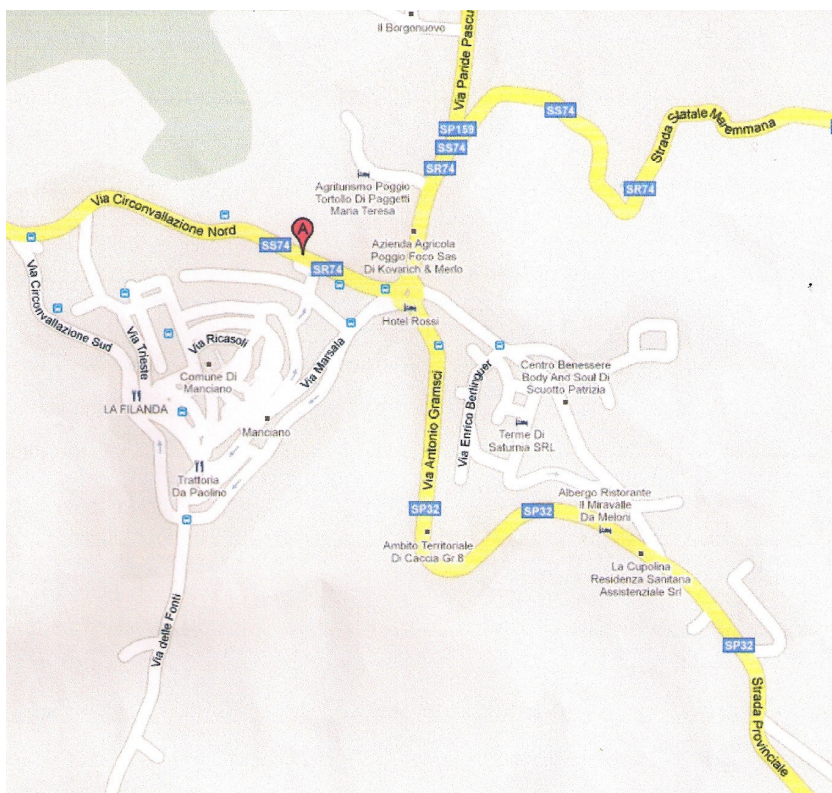 Il Borgonuovo
Via Paride Pascu
SS74
Strada Statale Maremmana
SP159
SS74
SR74
SR74
Agriturismo Poggio
Tortollo Di Paggetti
Maria Teresa
Via Circonvallazione Nord
A
SS74
SR74
Azienda Agricola
Poggio Foco Sas
Di Kovarich & Merlo
Hotel Rossi
Via Circonvallazione Sud
Via Trieste
Via Ricasoli
Via Marsala
Comune Di
Manciano
LA FILANDA
Manciano
Trattoria
Da Paolino
Via Antonio Gramsci
Via Enrico Berlinguer
Centro Benessere
Body And Soul Di
Scuotto Patrizia
Terme Di
Saturnia SRL
SP32
SP32
Albergo Ristorante
Il Miravalle
Da Meloni
Ambito Territoriale
Di Caccia Gr 8
La Cupolina
Residenza Sanitaria
Assistenziale Srl
Via delle Fonti
SP32
Strada Provinciale